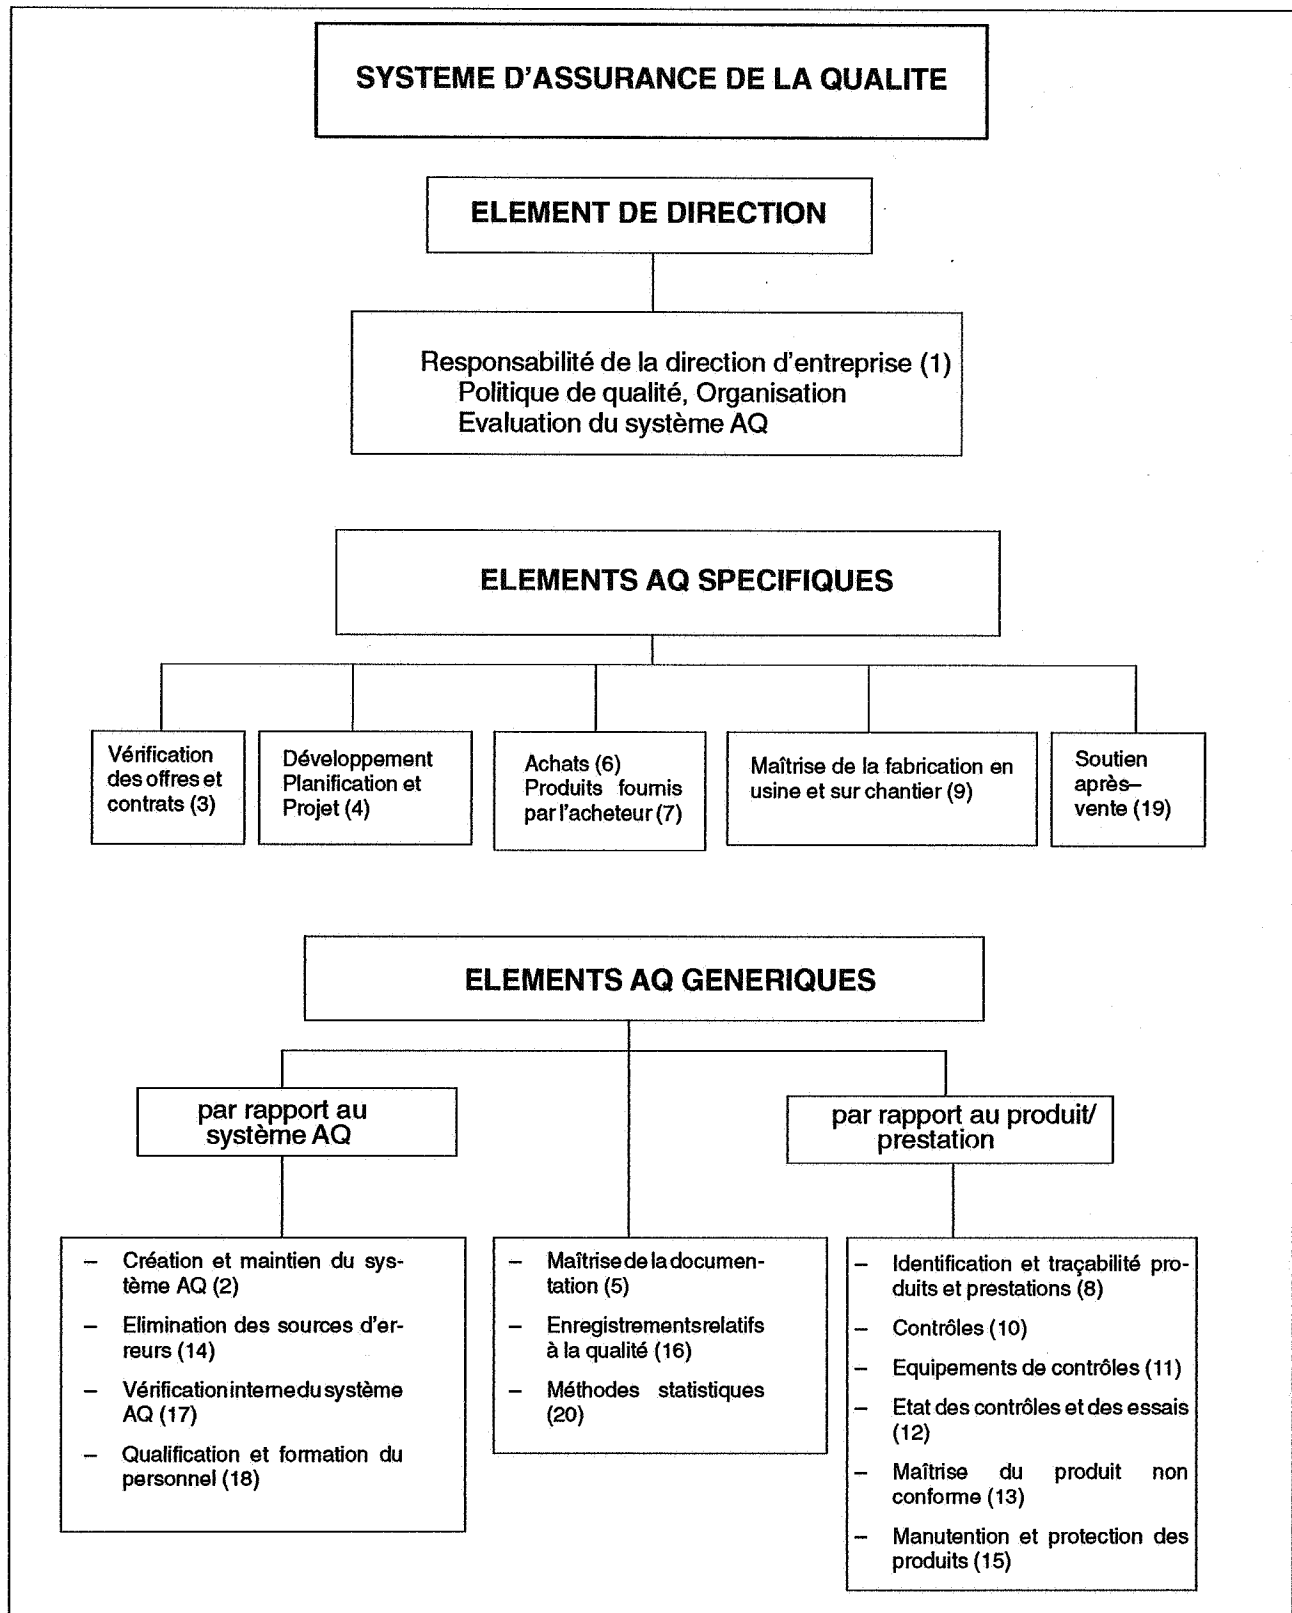 SYSTEME D'ASSURANCE DE LA QUALITE
ELEMENT DE DIRECTION
Responsabilité de la direction d'entreprise (1)
Politique de qualité, Organisation
Evaluation du système AQ
ELEMENTS AQ SPECIFIQUES
Vérification
des offres et
contrats (3)
Développement
Planification et
Projet (4)
Achats (6)
Produits fournis
par l'acheteur (7)
Maîtrise de la fabrication en
usine et sur chantier (9)
Soutien
après–
vente (19)
ELEMENTS AQ GENERIQUES
par rapport au
système AQ
par rapport au produit/
prestation
– Création et maintien du sys-
tème AQ (2)
– Elimination des sources d'er-
reurs (14)
– Vérification interne du système
AQ (17)
– Qualification et formation du
personnel (18)
– Maîtrise de la documen-
tation (5)
– Enregistrements relatifs
à la qualité (16)
– Méthodes statistiques
(20)
– Identification et traçabilité pro-
duits et prestations (8)
– Contrôles (10)
– Equipements de contrôles (11)
– Etat des contrôles et des essais
(12)
– Maîtrise du produit non
conforme (13)
– Manutention et protection des
produits (15)